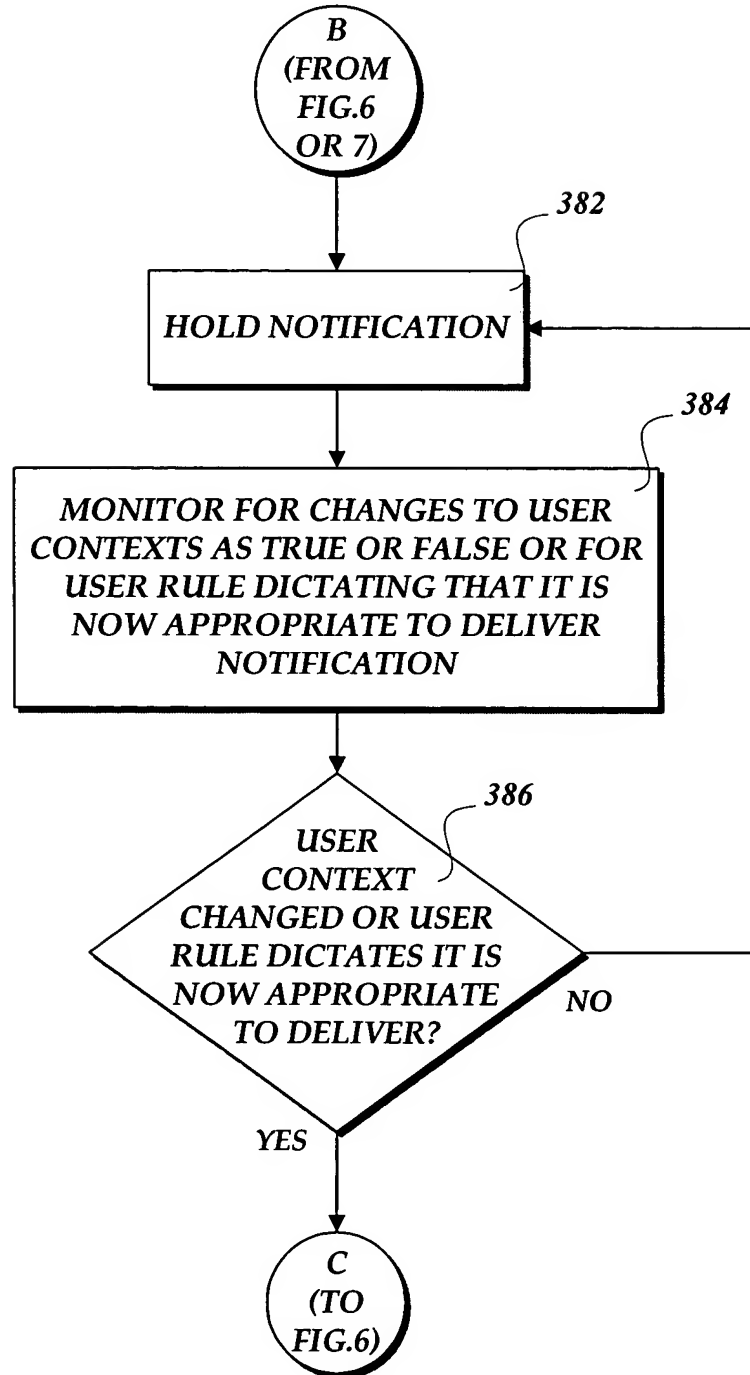 B
(FROM
FIG.6
OR 7)
382
HOLD NOTIFICATION
384
MONITOR FOR CHANGES TO USER
CONTEXTS AS TRUE OR FALSE OR FOR
USER RULE DICTATING THAT IT IS
NOW APPROPRIATE TO DELIVER
NOTIFICATION
386
USER
CONTEXT
CHANGED OR USER
RULE DICTATES IT IS
NOW APPROPRIATE
TO DELIVER?
NO
YES
C
(TO
FIG.6)